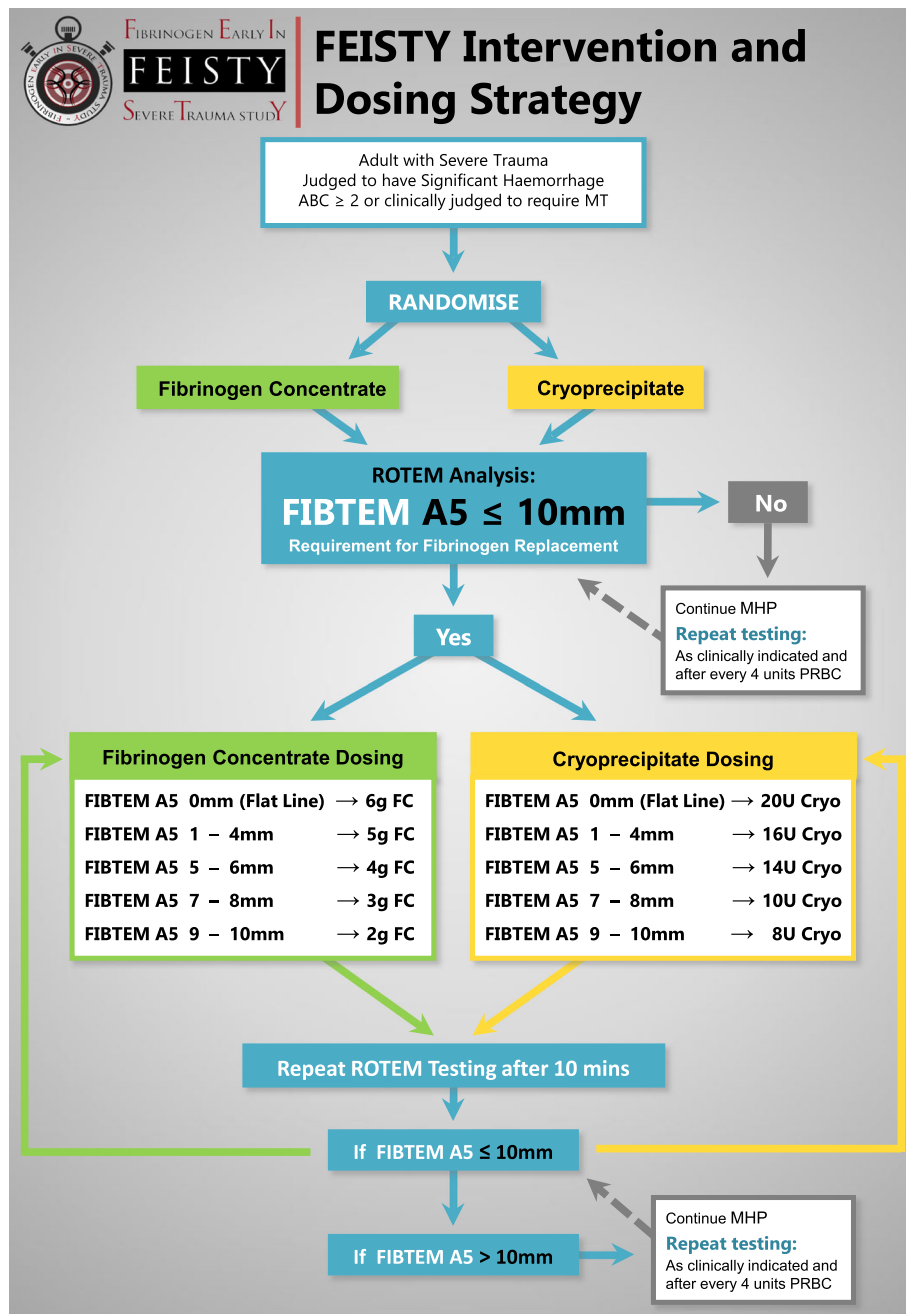 FIBRINOGEN EARLY IN
FEISTY
SEVERE TRAUMA STUDY
FIBRINOGEN EARLY IN SEVERE TRAUMA STUDY - FEISTY -
FEISTY Intervention and
Dosing Strategy
Adult with Severe Trauma
Judged to have Significant Haemorrhage
ABC ≥ 2 or clinically judged to require MT
RANDOMISE
Fibrinogen Concentrate
Cryoprecipitate
ROTEM Analysis:
FIBTEM A5 ≤ 10mm
Requirement for Fibrinogen Replacement
No
Continue MHP
Repeat testing:
As clinically indicated and
after every 4 units PRBC
Yes
Fibrinogen Concentrate Dosing
FIBTEM A5 0mm (Flat Line) → 6g FC
FIBTEM A5 1 – 4mm → 5g FC
FIBTEM A5 5 – 6mm → 4g FC
FIBTEM A5 7 – 8mm → 3g FC
FIBTEM A5 9 – 10mm → 2g FC
Cryoprecipitate Dosing
FIBTEM A5 0mm (Flat Line) → 20U Cryo
FIBTEM A5 1 – 4mm → 16U Cryo
FIBTEM A5 5 – 6mm → 14U Cryo
FIBTEM A5 7 – 8mm → 10U Cryo
FIBTEM A5 9 – 10mm → 8U Cryo
Repeat ROTEM Testing after 10 mins
If FIBTEM A5 ≤ 10mm
If FIBTEM A5 > 10mm
Continue MHP
Repeat testing:
As clinically indicated and
after every 4 units PRBC